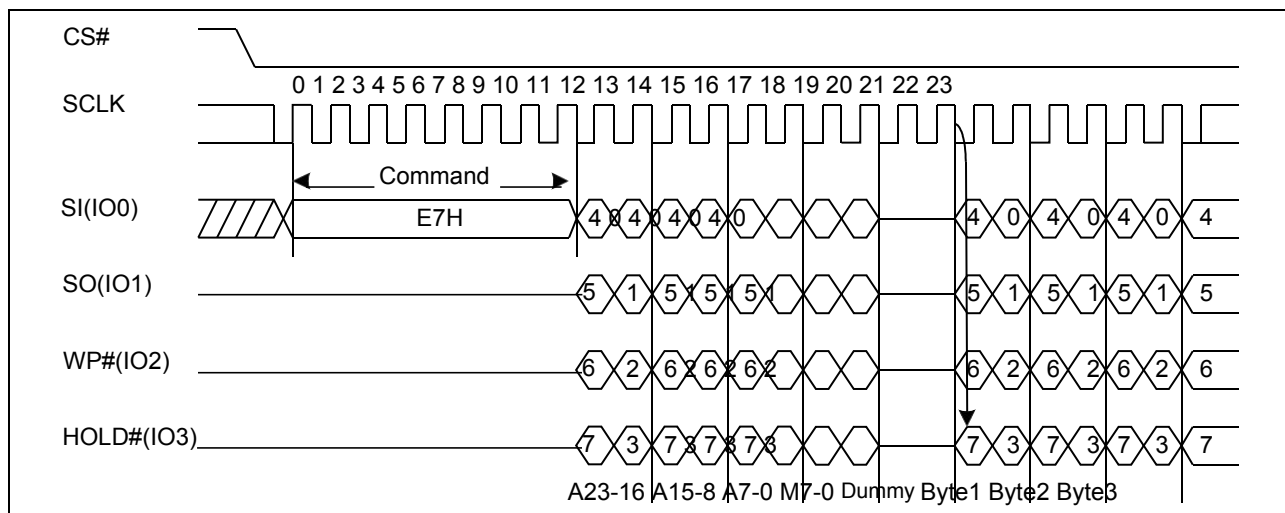 CS#
0 1 2 3 4 5 6 7 8 9 10 11 12 13 14 15 16 17 18 19 20 21 22 23
SCLK
Command
SI(IO0)
E7H
4 0 4 0 4 0 4 0 4 0 4 0 4 0 4
SO(IO1)
5 1 5 1 5 1 5 1 5 1 5 1 5 1 5
WP#(IO2)
6 2 6 2 6 2 6 2 6 2 6 2 6 2 6
HOLD#(IO3)
7 3 7 3 7 3 7 3 7 3 7 3 7 3 7
A23-16 A15-8 A7-0 M7-0 Dummy Byte1 Byte2 Byte3